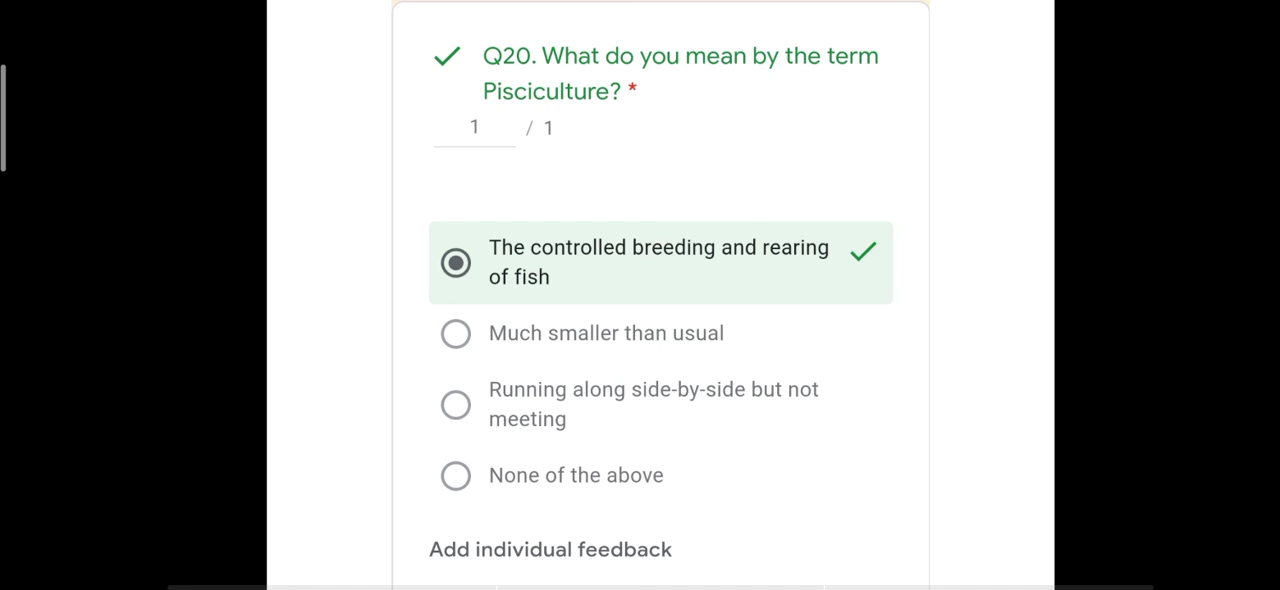 Q20. What do you mean by the term
Pisciculture? *
1 / 1
The controlled breeding and rearing
of fish
Much smaller than usual
Running along side-by-side but not
meeting
None of the above
Add individual feedback